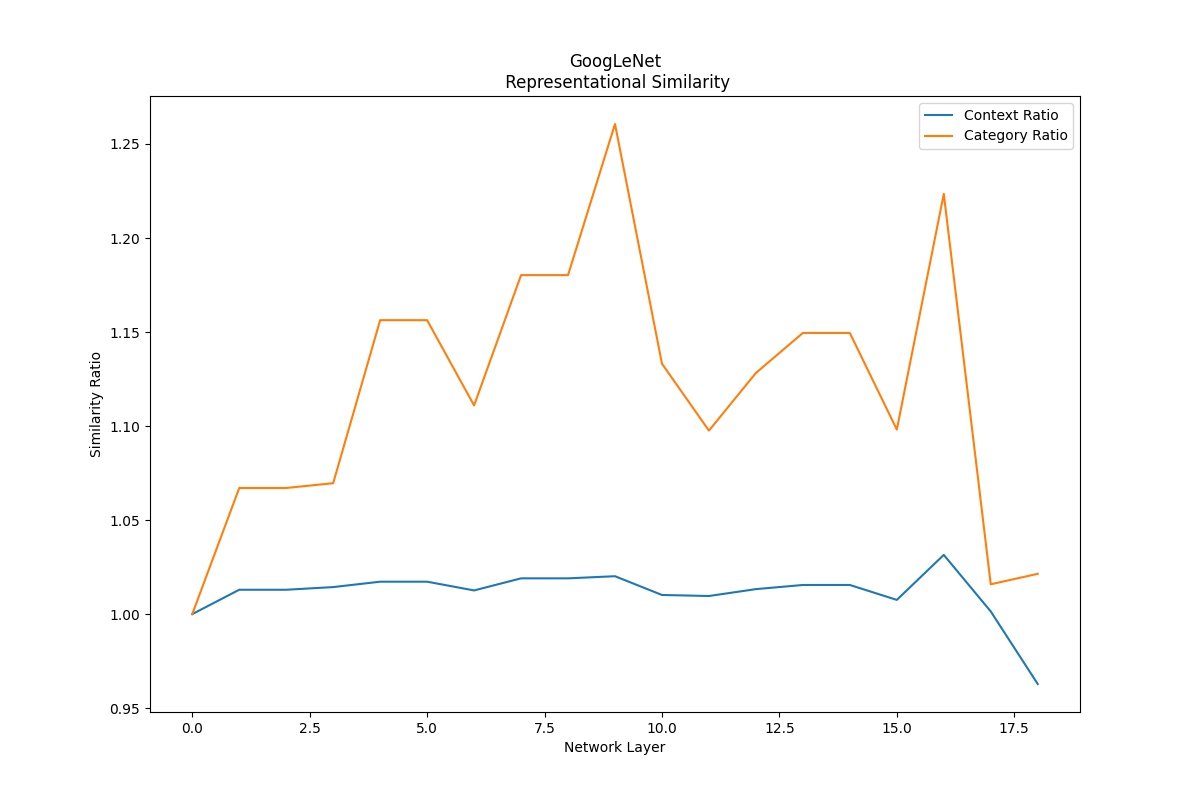 GoogLeNet
Representational Similarity
Context Ratio
Category Ratio
1.25
1.20
1.15
1.10
1.05
1.00
0.95
Similarity Ratio
0.0 2.5 5.0 7.5 10.0 12.5 15.0 17.5
Network Layer